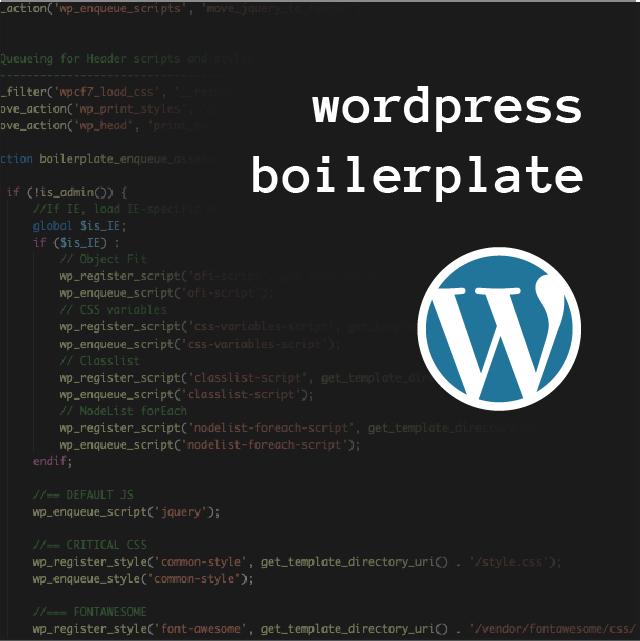 _action('wp_enqueue_scripts', 'move_jquery_
Queueing for Header scripts and styles
_filter('wpcf7_load_css', '
ove_action('wp_print_styles',
ove_action('wp_head', 'print_
ction boilerplate_enqueue_
if (!is_admin()) {
//If IE, load IE-specific
global $is_IE;
if ($is_IE) :
// Object Fit
wp_register_script('ofi-script'
wp_enqueue_script('ofi-script');
// CSS variables
wp_register_script('css-variables-script',
wp_enqueue_script('css-variables-script');
// Classlist
wp_register_script('classlist-script', get_template_dir
wp_enqueue_script('classlist-script');
// NodeList forEach
wp_register_script('nodelist-foreach-script', get_template_directory
wp_enqueue_script('nodelist-foreach-script');
endif;
//== DEFAULT JS
wp_enqueue_script('jquery');
//== CRITICAL CSS
wp_register_style('common-style', get_template_directory_uri() . '/style.css');
wp_enqueue_style("common-style");
//=== FONTAWESOME
wp_register_style('font-awesome', get_template_directory_uri() . '/vendor/fontawesome/css/
wordpress
boilerplate
W